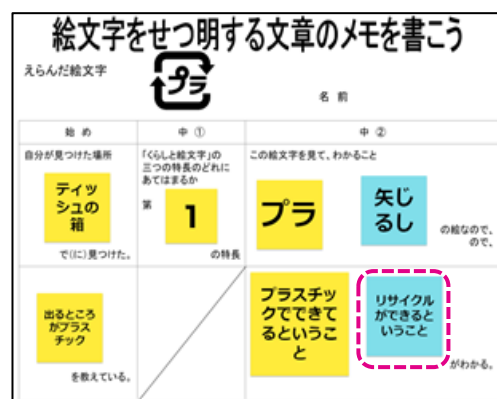 絵文字をせつ明する文章のメモを書こう
えらんだ絵文字
プラ
名 前
始 め
中 ①
中 ②
自分が見つけた場所
ティッ
シュの
箱
で(に)見つけた。
「くらしと絵文字」の
三つの特長のどれに
あてはまるか
第
1
の特長
この絵文字を見て、わかること
プラ
矢じ
るし
の絵なので、
ので、
出るところ
がプラス
チック
を教えている。
プラスチッ
クでできて
るというこ
と
リサイクル
ができると
いうこと
がわかる。